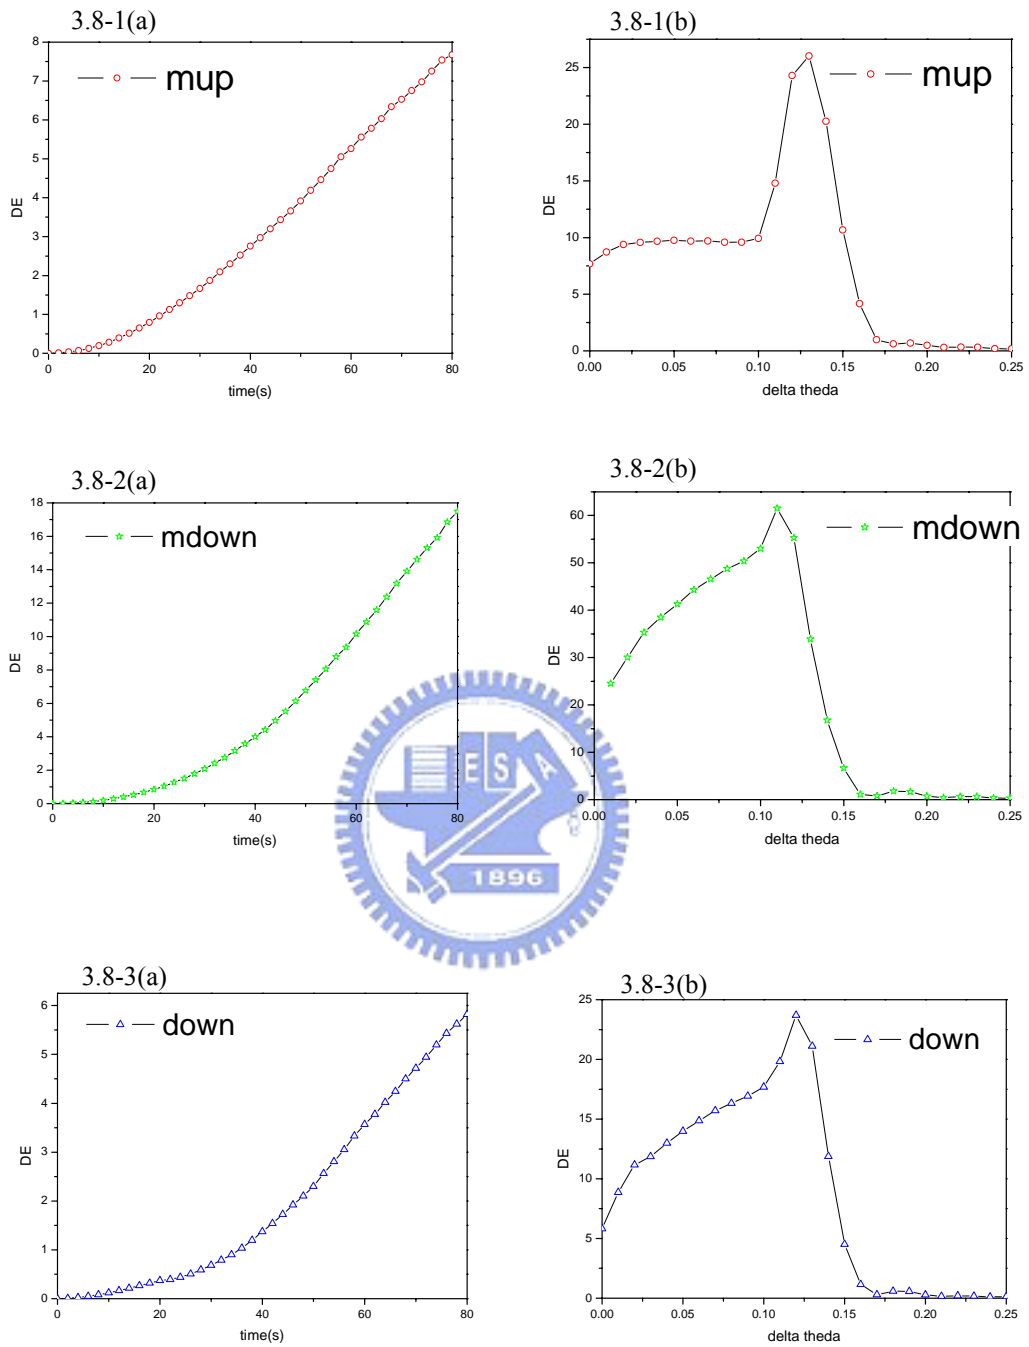 3.8-1(a)
mup
DE
8
7
6
5
4
3
2
1
0
0 20 40 60 80
time(s)
3.8-1(b)
mup
DE
25
20
15
10
5
0
0.00 0.05 0.10 0.15 0.20 0.25
delta theda
3.8-2(a)
mdown
DE
18
16
14
12
10
8
6
4
2
0
0 20 40 60 80
time(s)
3.8-2(b)
mdown
DE
60
50
40
30
20
10
0
0.00 0.05 0.10 0.15 0.20 0.25
delta theda
E S A
1896
3.8-3(a)
down
DE
6
5
4
3
2
1
0
0 20 40 60 80
time(s)
3.8-3(b)
down
DE
25
20
15
10
5
0
0.00 0.05 0.10 0.15 0.20 0.25
delta theda